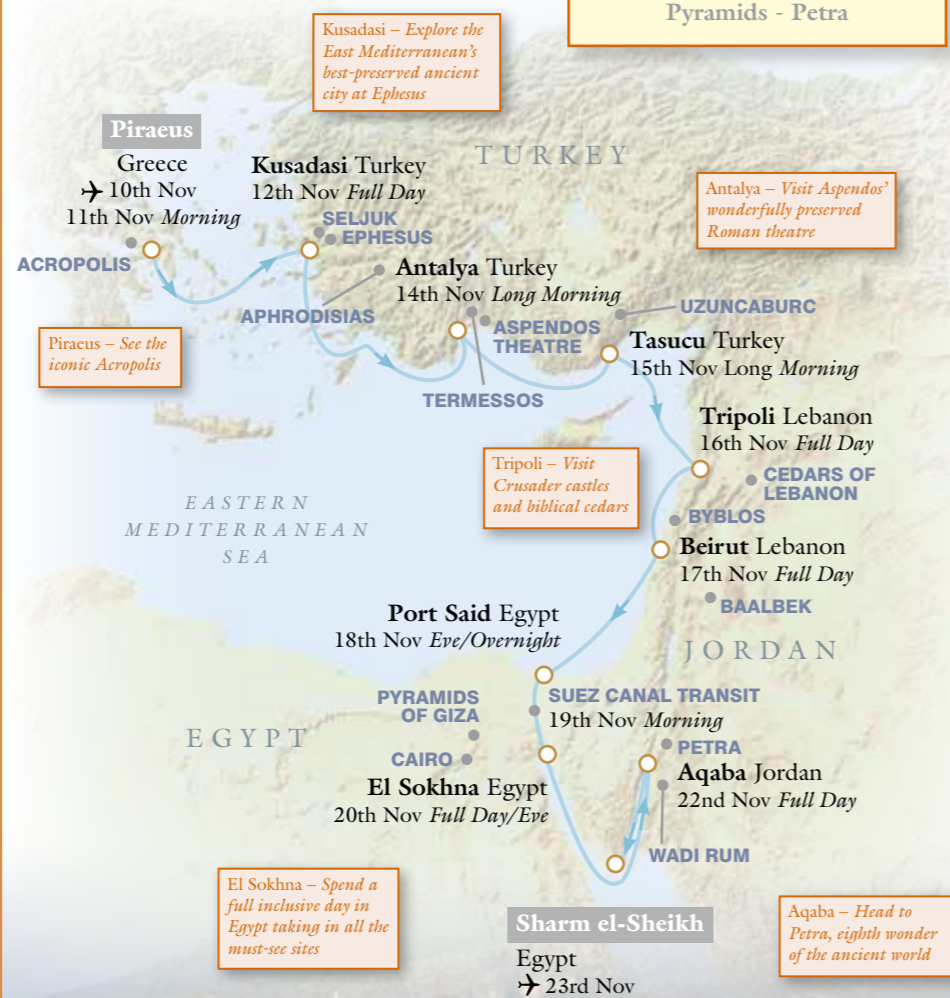 Pyramids - Petra
Kusadasi – Explore the
East Mediterranean's
best-preserved ancient
city at Ephesus
Piraeus
Greece
✈ 10th Nov
11th Nov Morning
ACROPOLIS
Kusadasi Turkey
12th Nov Full Day
SELJUK
EPHESUS
TURKEY
Antalya – Visit Aspendos'
wonderfully preserved
Roman theatre
Antalya Turkey
14th Nov Long Morning
APHRODISIAS
ASPENDOS
THEATRE
TERMESSOS
UZUNCABURC
Tasucu Turkey
15th Nov Long Morning
Piraeus – See the
iconic Acropolis
Tripoli Lebanon
16th Nov Full Day
CEDARS OF
LEBANON
Tripoli – Visit
Crusader castles
and biblical cedars
EASTERN
MEDITERRANEAN
SEA
BYBLOS
Beirut Lebanon
17th Nov Full Day
BAALBEK
Port Said Egypt
18th Nov Eve/Overnight
JORDAN
SUEZ CANAL TRANSIT
19th Nov Morning
PYRAMIDS
OF GIZA
EGYPT
CAIRO
El Sokhna Egypt
20th Nov Full Day/Eve
PETRA
Aqaba Jordan
22nd Nov Full Day
WADI RUM
El Sokhna – Spend a
full inclusive day in
Egypt taking in all the
must-see sites
Sharm el-Sheikh
Egypt
✈ 23rd Nov
Aqaba – Head to
Petra, eighth wonder
of the ancient world